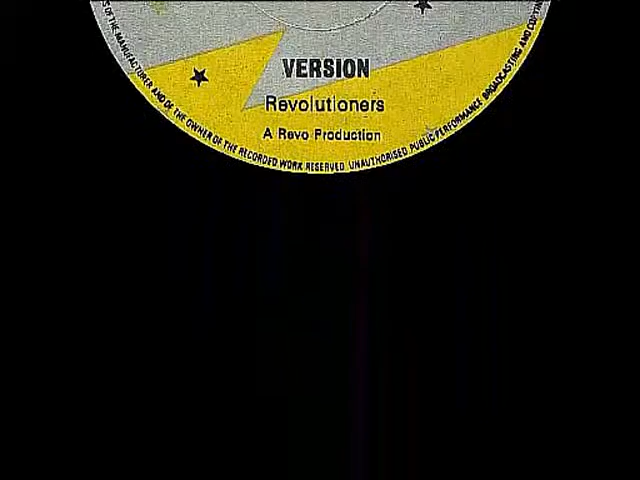 VERSION
Revolutioners
A Revo Production
S OF THE MANUFACTURER AND OF THE OWNER OF THE RECORDED WORK RESERVED UNAUTHORISED PUBLIC PERFORMANCE BROADCASTING AND